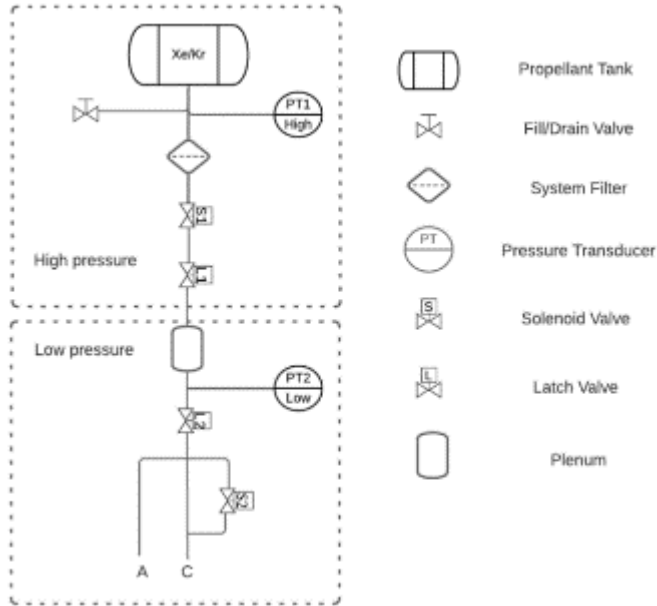 Xe/Kr
PT1
High
S1
L1
High pressure
Low pressure
PT2
Low
L2
S2
A
C
Propellant Tank
Fill/Drain Valve
System Filter
PT
Pressure Transducer
S
Solenoid Valve
L
Latch Valve
Plenum